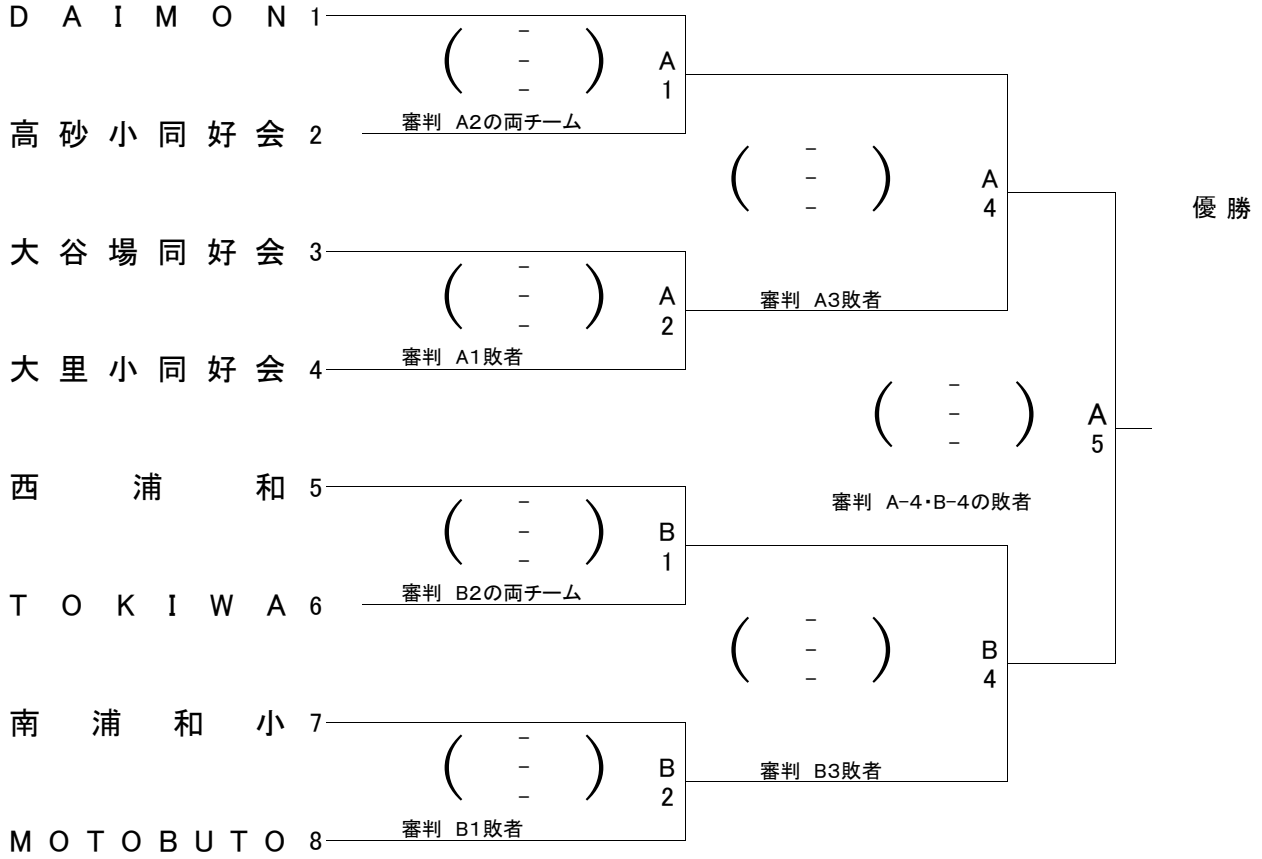 DAIMON 1
( - - - )
A 1
審判 A2の両チーム
高砂小同好会 2
( - - - )
A 4
優勝
大谷場同好会 3
( - - - )
A 2
審判 A3敗者
審判 A1敗者
大里小同好会 4
( - - - )
A 5
西浦和 5
審判 A-4・B-4の敗者
( - - - )
B 1
審判 B2の両チーム
TOKIWA 6
( - - - )
B 4
南浦和小 7
( - - - )
B 2
審判 B3敗者
審判 B1敗者
MOTOBUTO 8